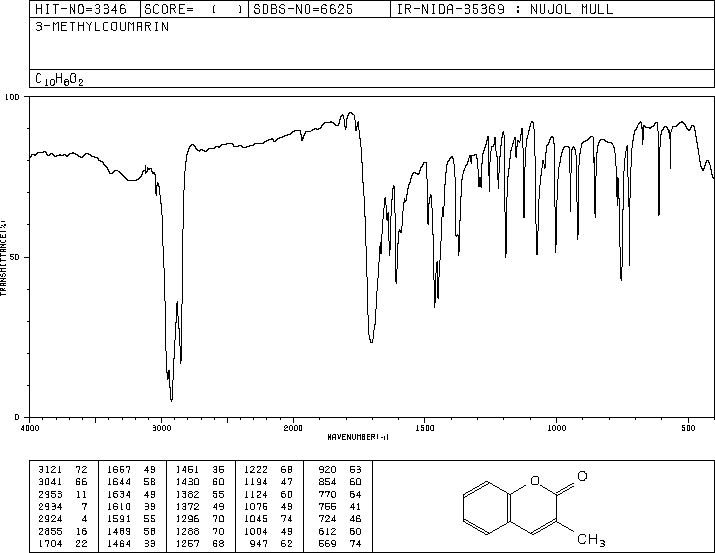 HIT-NO=3346 SCORE= ( ) SDBS-NO=6625 IR-NIDA-35369 : NUJOL MULL
3-METHYLCOUMARIN
C10H8O2
100
50
0
TRANSMITTANCE(%)
4000 3000 2000 1500 1000 500
WAVENUMBER(-1)
3121 72 1667 49 1451 35 1222 68 920 53
3041 66 1644 58 1430 60 1194 47 854 60
2953 11 1634 49 1382 55 1124 60 770 64
2934 7 1610 39 1372 49 1076 49 755 41
2924 4 1591 55 1296 70 1045 74 724 46
2855 16 1489 58 1288 70 1004 49 612 60
1704 22 1464 33 1257 68 947 62 569 74
O O
CH3